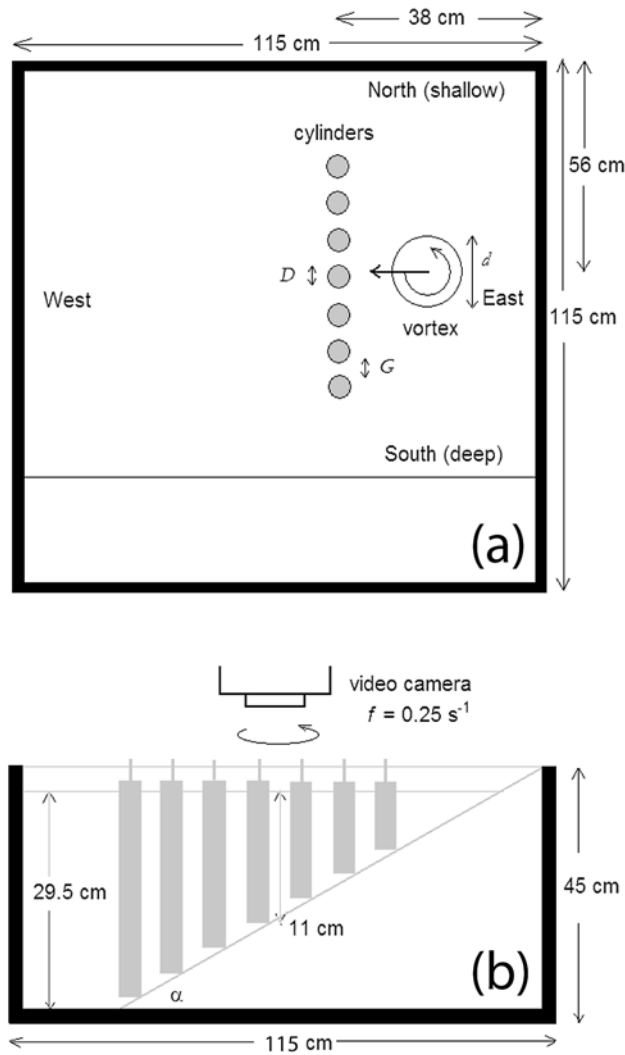 38 cm
115 cm
North (shallow)
cylinders
56 cm
D
d
West
East
vortex
115 cm
G
South (deep)
(a)
video camera
f = 0.25 s⁻¹
29.5 cm
11 cm
45 cm
α
(b)
115 cm